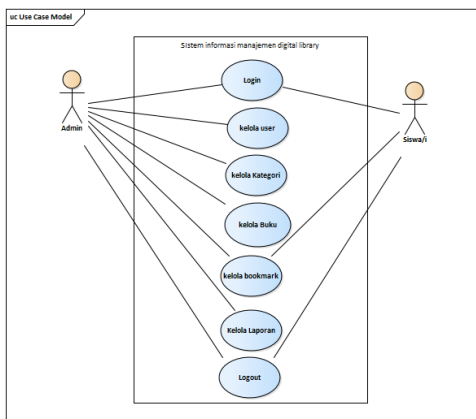 uc Use Case Model
SIstem informasi manajemen digital library
Login
kelola user
kelola Kategori
kelola Buku
kelola bookmark
Kelola Laporan
Logout
Admin
Siswa/i